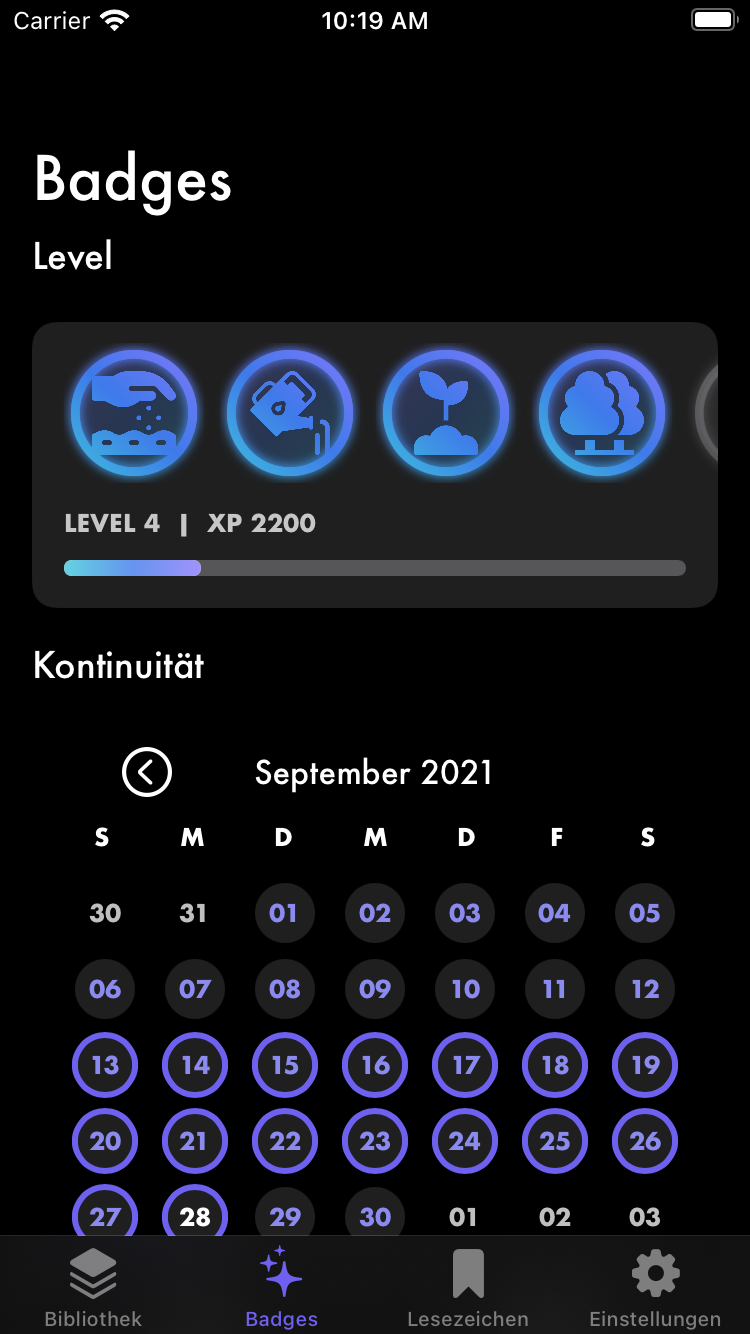 Carrier 10:19 AM
Badges
Level
LEVEL 4 | XP 2200
Kontinuität
September 2021
S M D M D F S
30 31 01 02 03 04 05
06 07 08 09 10 11 12
13 14 15 16 17 18 19
20 21 22 23 24 25 26
27 28 29 30 01 02 03
Bibliothek Badges Lesezeichen Einstellungen